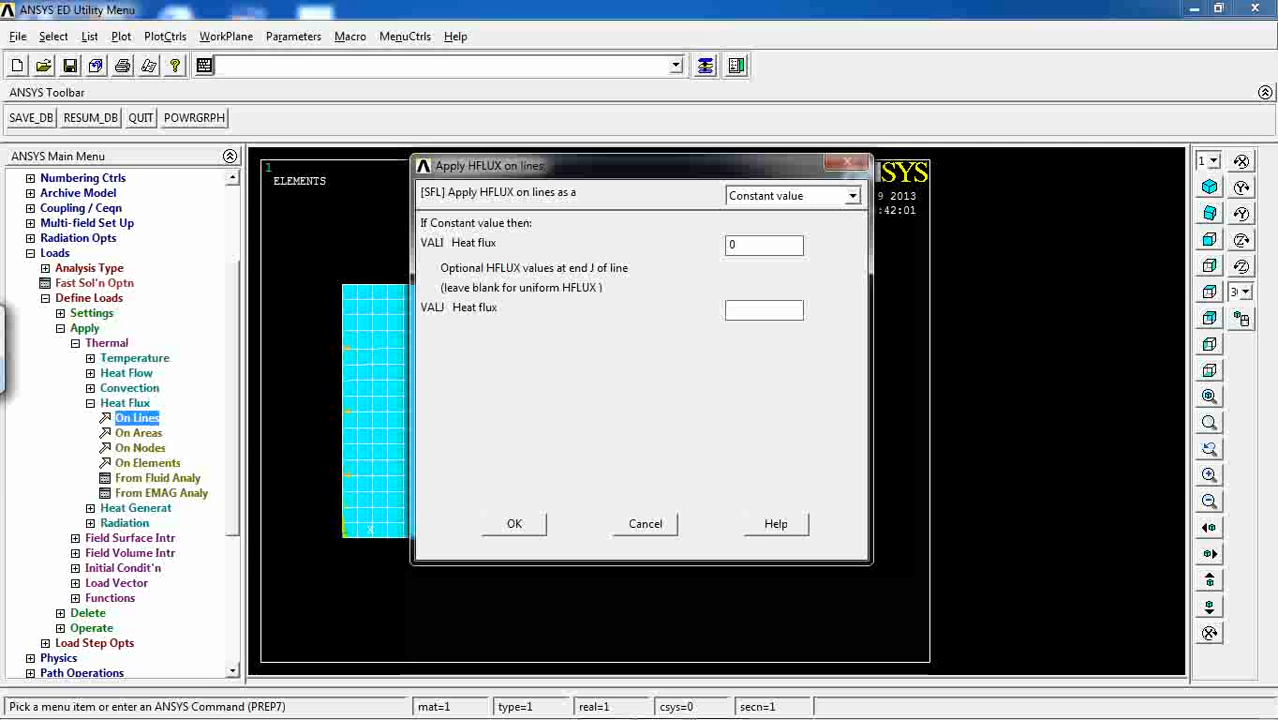 ANSYS ED Utility Menu
File Select List Plot PlotCtrls WorkPlane Parameters Macro MenuCtrls Help
ANSYS Toolbar
SAVE_DB RESUM_DB QUIT POWRGRPH
ANSYS Main Menu
Numbering Ctrls
Archive Model
Coupling / Ceqn
Multi-field Set Up
Radiation Opts
Loads
Analysis Type
Fast Sol'n Optn
Define Loads
Settings
Apply
Thermal
Temperature
Heat Flow
Convection
Heat Flux
On Lines
On Areas
On Nodes
On Elements
From Fluid Analy
From EMAG Analy
Heat Generat
Radiation
Field Surface Intr
Field Volume Intr
Initial Condit'n
Load Vector
Functions
Delete
Operate
Load Step Opts
Physics
Path Operations
1
ELEMENTS
X
SYS
9 2013
:42:01
Apply HFLUX on lines
[SFL] Apply HFLUX on lines as a
Constant value
If Constant value then:
VALI Heat flux
0
Optional HFLUX values at end J of line
(leave blank for uniform HFLUX )
VALJ Heat flux
OK Cancel Help
1
Pick a menu item or enter an ANSYS Command (PREP7)
mat=1 type=1 real=1 csys=0 secn=1